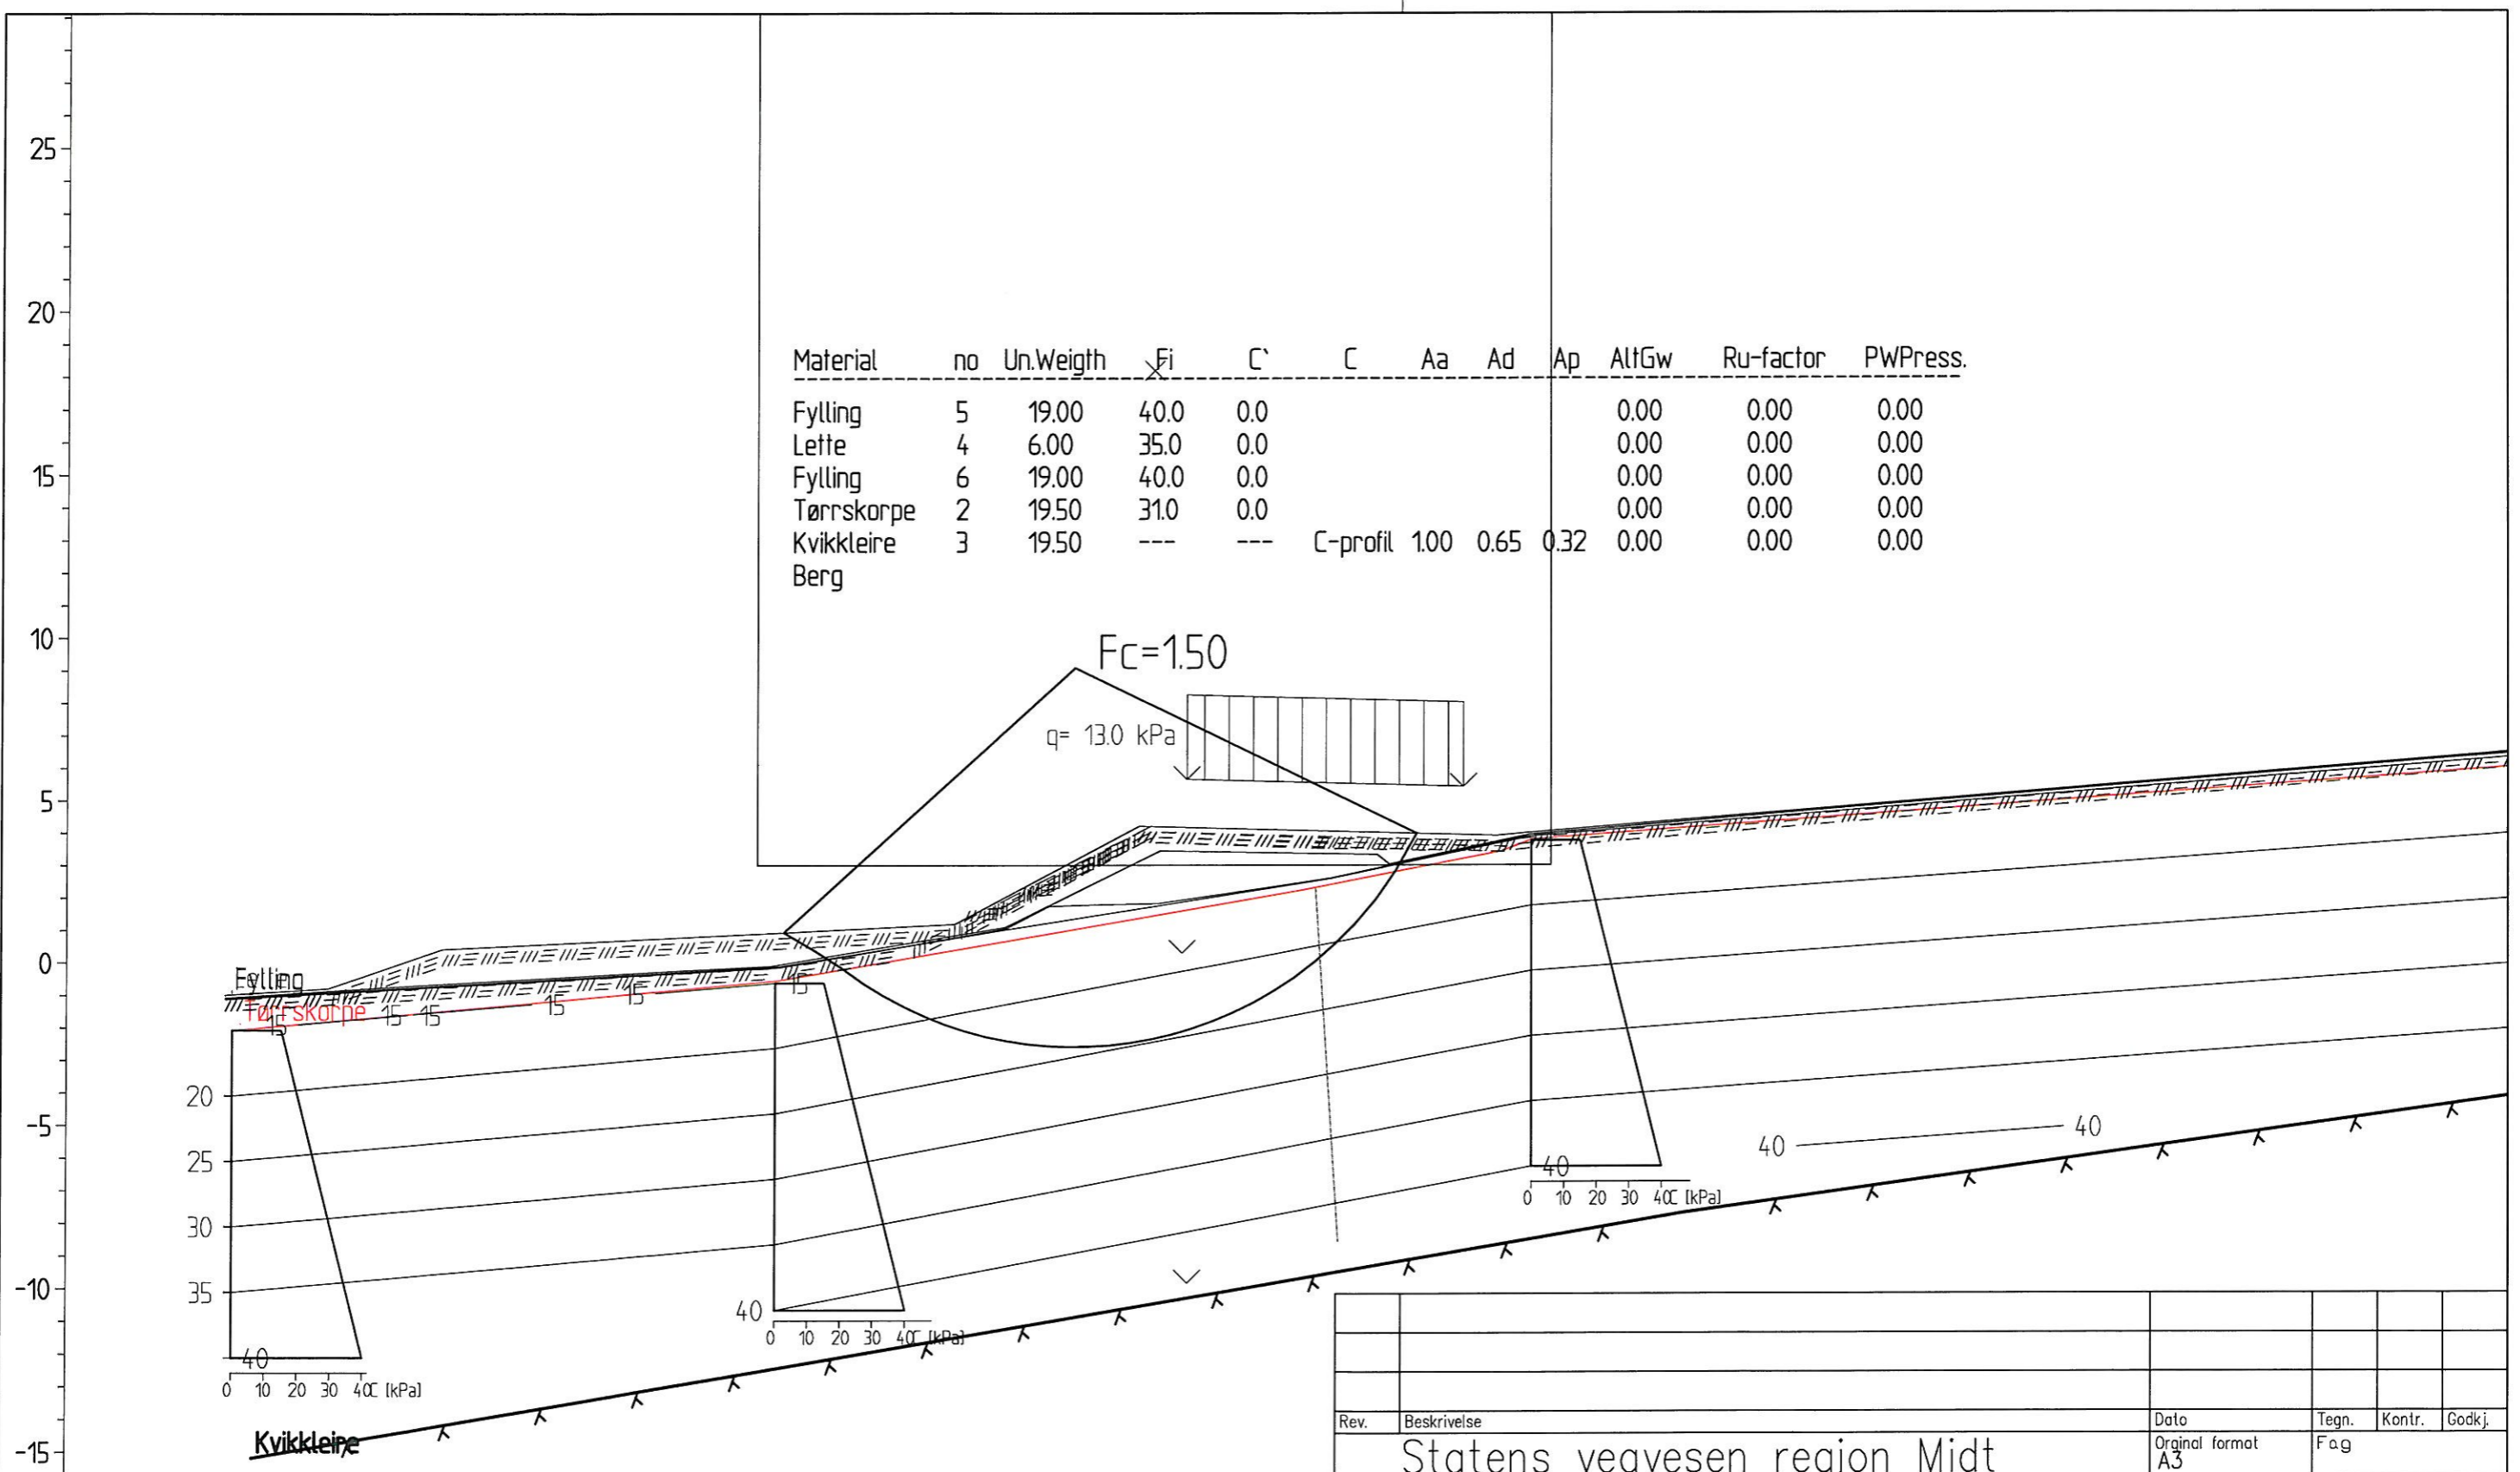 25
20
Material no Un.Weigth Fi C` C Aa Ad Ap AltGw Ru-factor PWPress.
Fylling 5 19.00 40.0 0.0 0.00 0.00 0.00
Lette 4 6.00 35.0 0.0 0.00 0.00 0.00
15 Fylling 6 19.00 40.0 0.0 0.00 0.00 0.00
Tørrskorpe 2 19.50 31.0 0.0 0.00 0.00 0.00
Kvikkleire 3 19.50 --- --- C-profil 1.00 0.65 0.32 0.00 0.00 0.00
Berg
10
Fc=1.50
q= 13.0 kPa
5
0
Fylling
Tørrskorpe
15 15 15 15 15 15
20
-5
25
40 40
40
0 10 20 30 40 C [kPa]
30
-10
35
40
0 10 20 30 40 C [kPa]
40
0 10 20 30 40 C [kPa]
Kvikkleire
-15
Rev. Beskrivelse Dato Tegn. Kontr. Godkj.
Statens vegvesen region Midt
Orginal format
A3
Fag